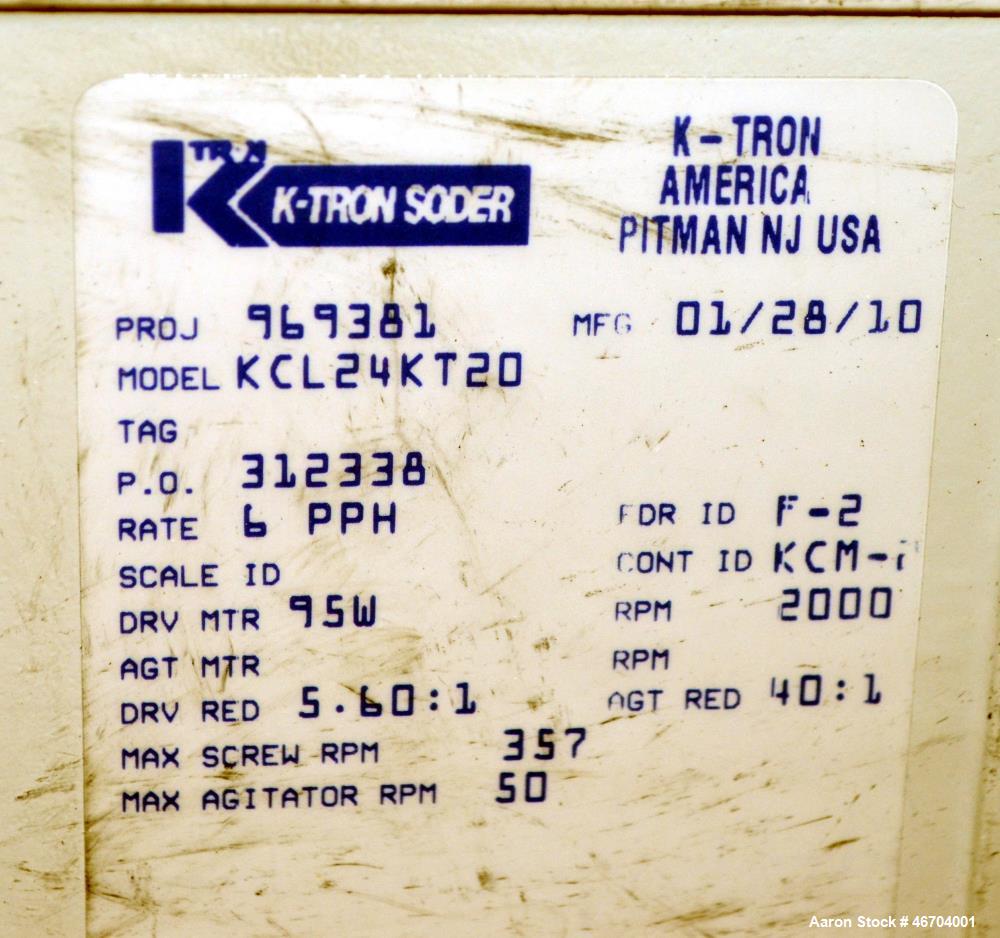 K-TRON SODER
K-TRON
AMERICA
PITMAN NJ USA
PROJ 969381 MFG 01/28/10
MODEL KCL24KT20
TAG
P.O. 312338
RATE 6 PPH FDR ID F-2
SCALE ID CONT ID
DRV MTR 95W RPM 2000
AGT MTR RPM
DRV RED 5.60:1 AGT RED 40:1
MAX SCREW RPM 357
MAX AGITATOR RPM 50
Aaron Stock # 46704001